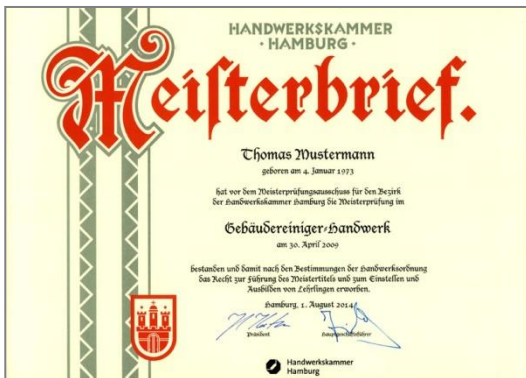 HANDWERKSKAMMER
· HAMBURG ·
Meiſterbrief.
Thomas Mustermann
geboren am 4. Januar 1973
hat vor dem Meisterprüfungsausschuss für den Bezirk
der Handwerkskammer Hamburg die Meisterprüfung im
Gebäudereiniger-Handwerk
am 30. April 2009
bestanden und damit nach den Bestimmungen der Handwerksordnung
das Recht zur Führung des Meistertitels und zum Einstellen und
Ausbilden von Lehrlingen erworben.
Hamburg, 1. August 2014
Präsident Hauptgeschäftsführer
Handwerkskammer
Hamburg